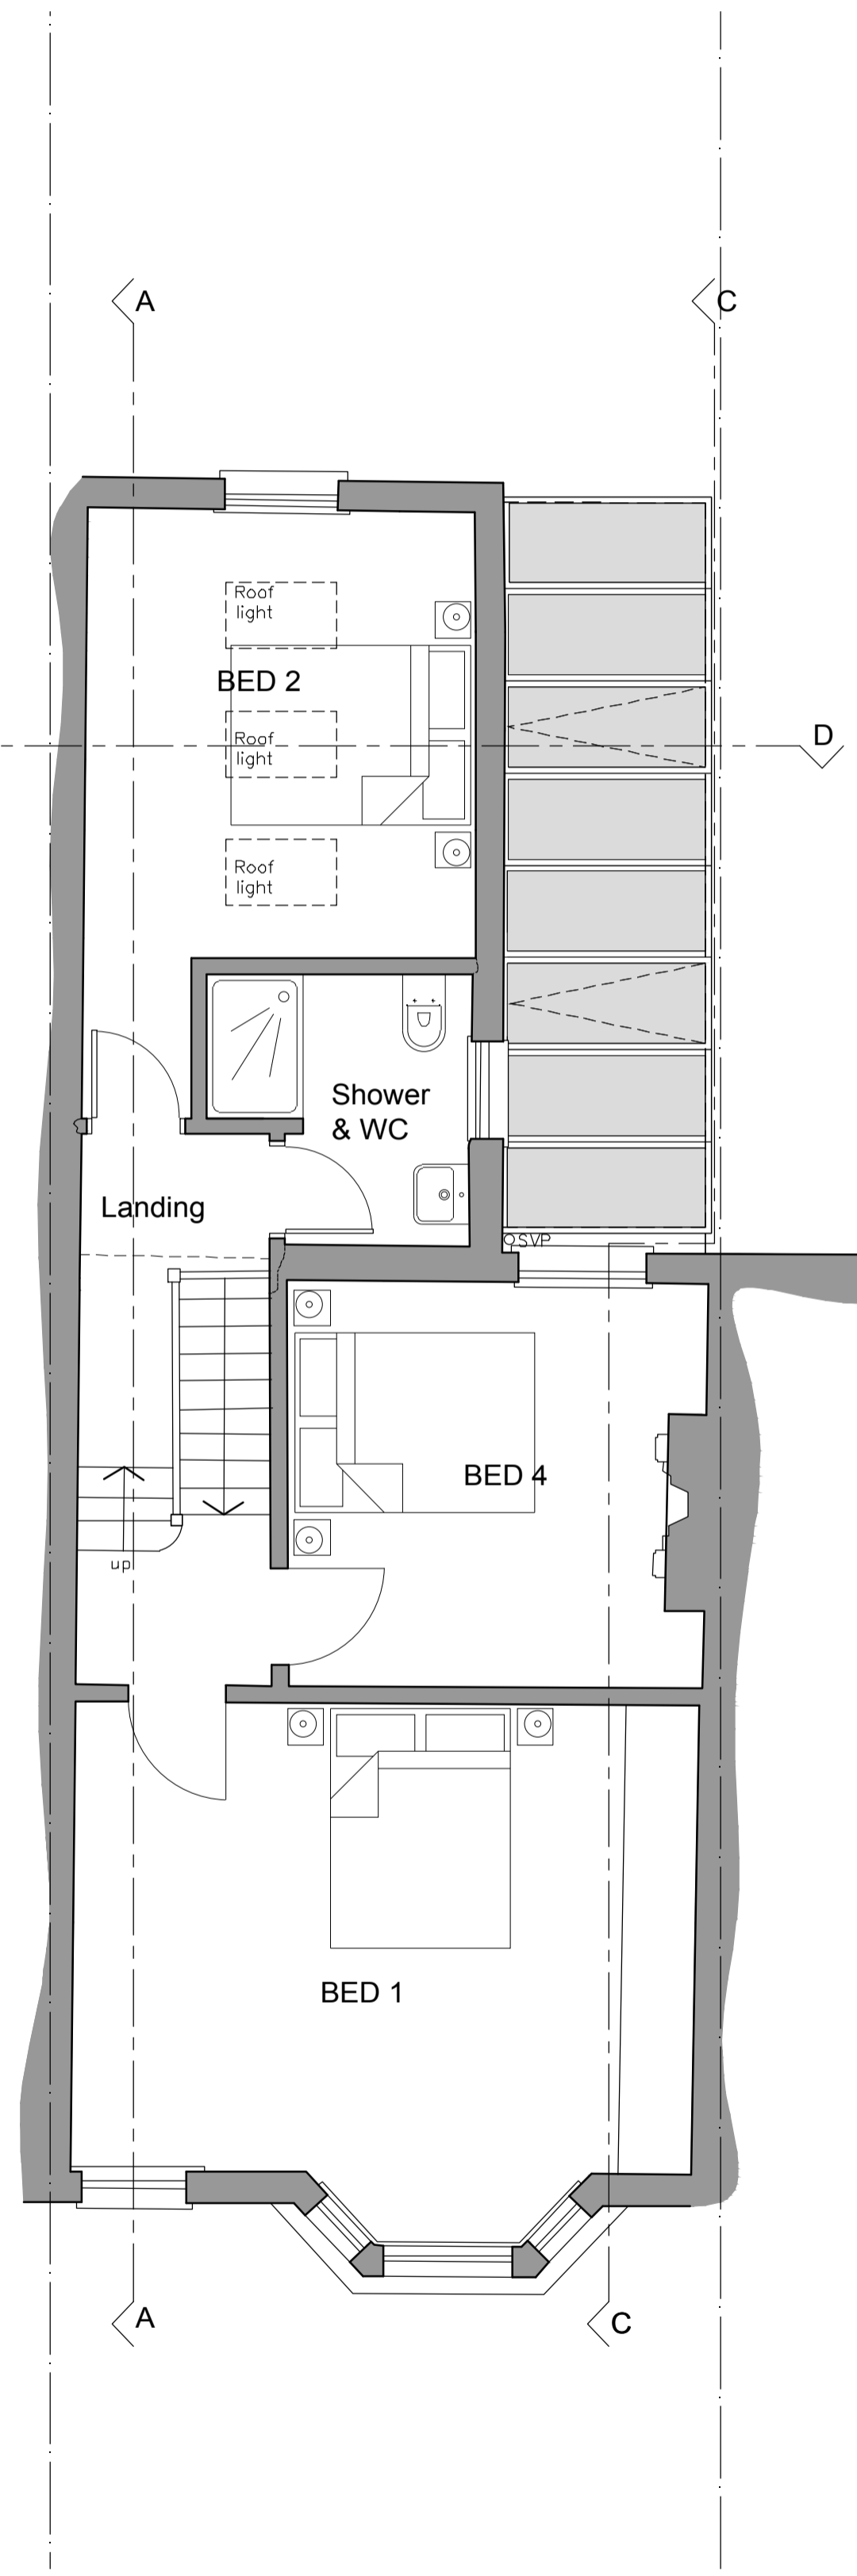 A
C
Roof
light
BED 2
Roof
light
D
Roof
light
Shower
& WC
Landing
SVP
BED 4
up
BED 1
A
C